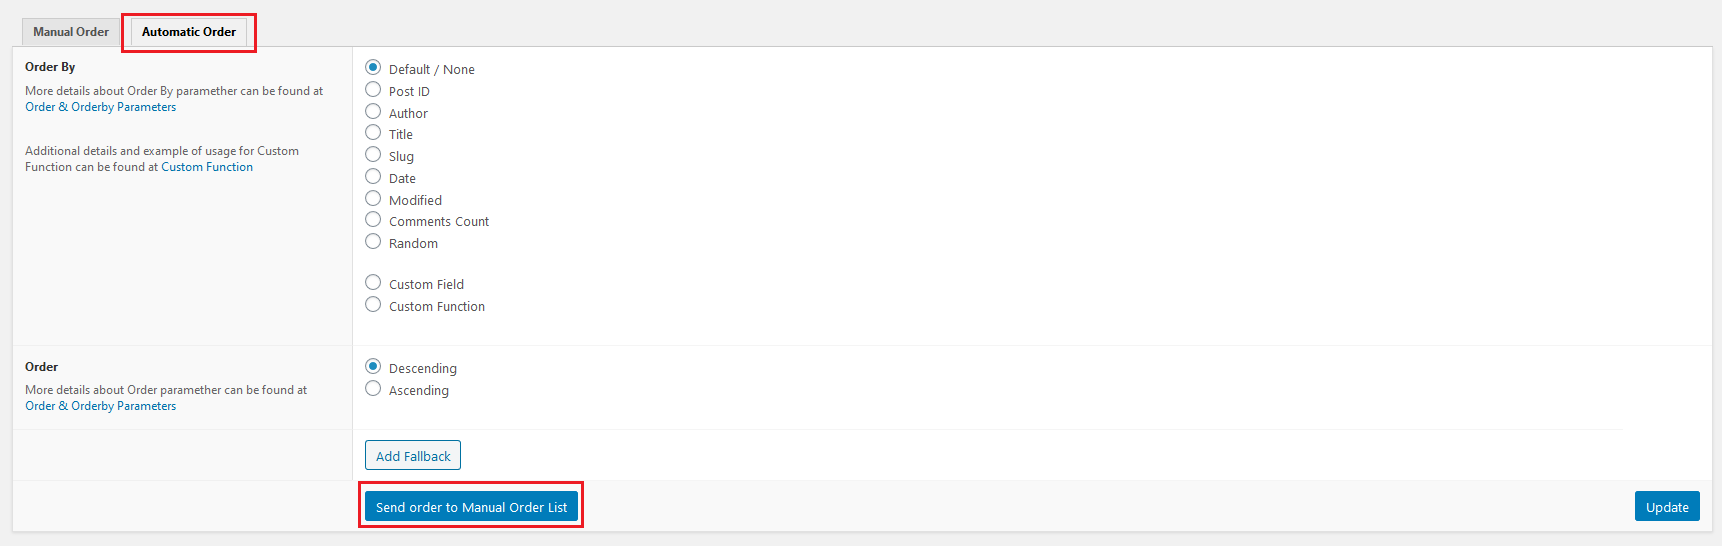 Manual Order
Automatic Order
Order By
More details about Order By paramether can be found at
Order & Orderby Parameters
Additional details and example of usage for Custom
Function can be found at Custom Function
Default / None
Post ID
Author
Title
Slug
Date
Modified
Comments Count
Random
Custom Field
Custom Function
Order
More details about Order paramether can be found at
Order & Orderby Parameters
Descending
Ascending
Add Fallback
Send order to Manual Order List
Update